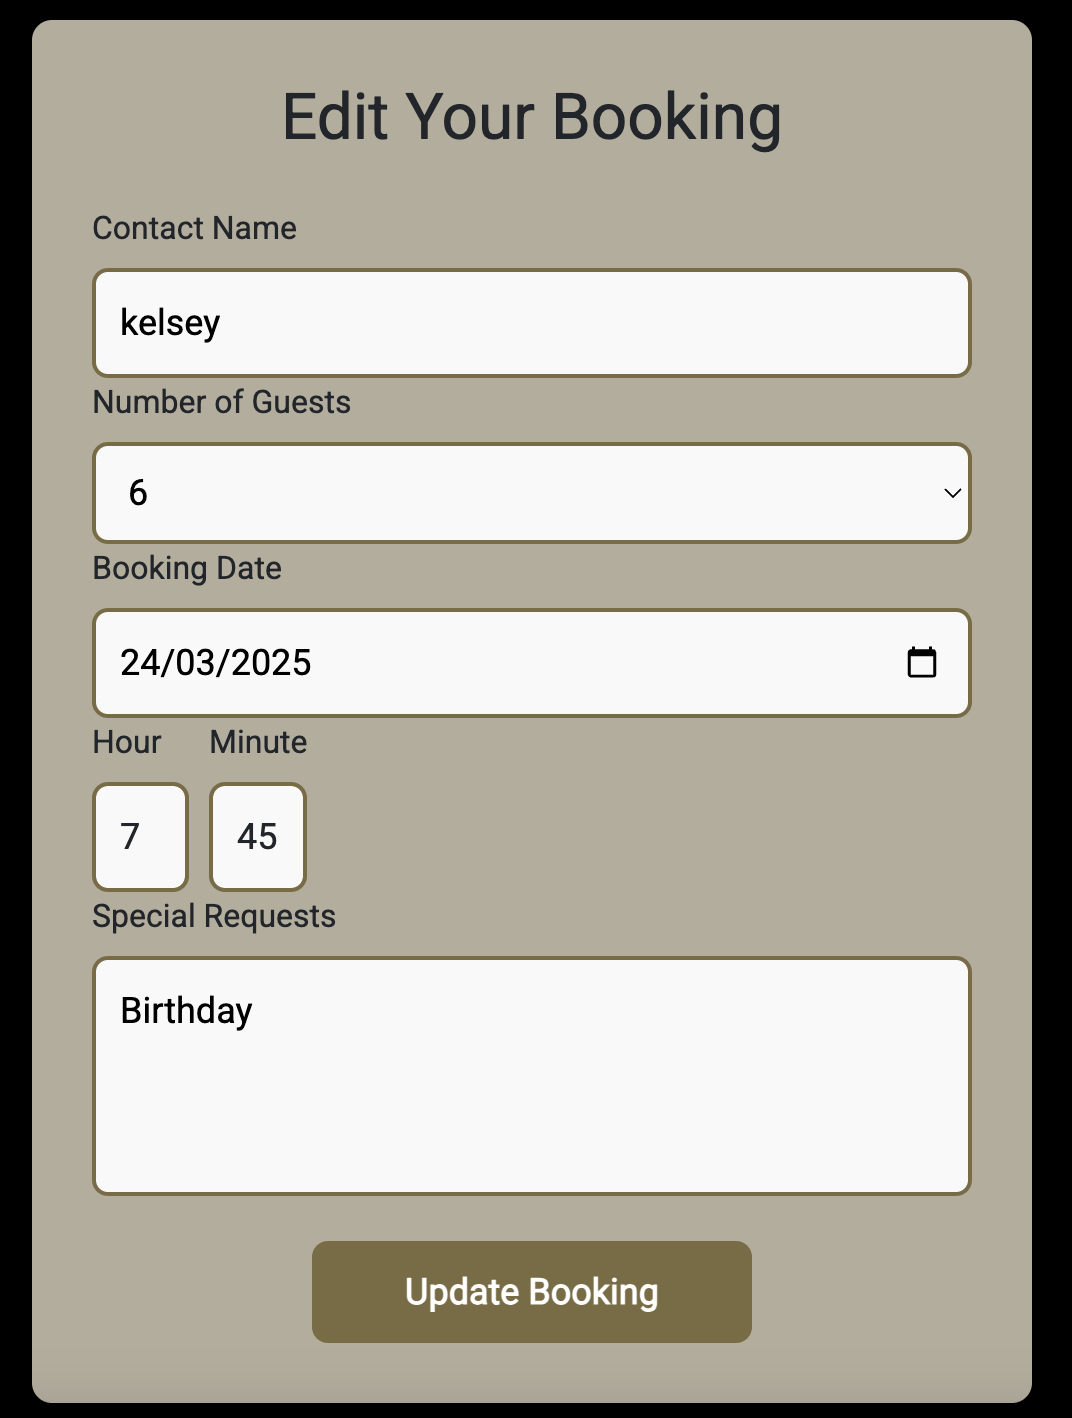 Edit Your Booking
Contact Name
kelsey
Number of Guests
6
Booking Date
24/03/2025
Hour Minute
7 45
Special Requests
Birthday
Update Booking